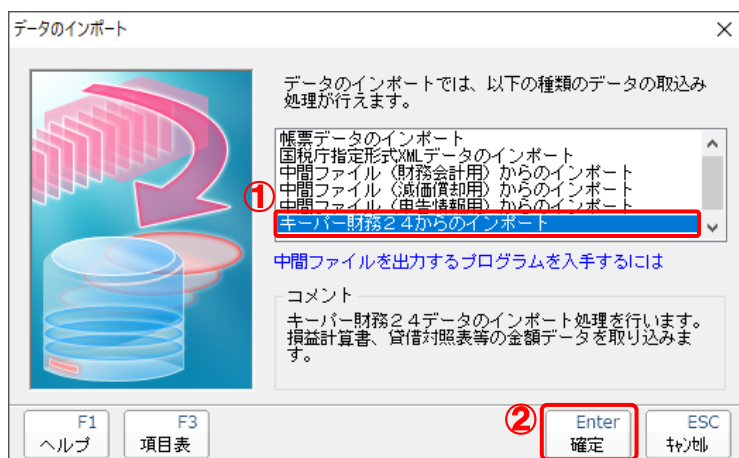 データのインポート
データのインポートでは、以下の種類のデータの取込み
処理が行えます。
帳票データのインポート
国税庁指定形式XMLデータのインポート
中間ファイル（財務会計用）からのインポート
中間ファイル（減価償却用）からのインポート
中間ファイル（申告情報用）からのインポート
①
キーパー財務２４からのインポート
中間ファイルを出力するプログラムを入手するには
コメント
キーパー財務２４データのインポート処理を行います。
損益計算書、貸借対照表等の金額データを取り込みま
す。
F1
ヘルプ
F3
項目表
②
Enter
確定
ESC
ｷｬﾝｾﾙ